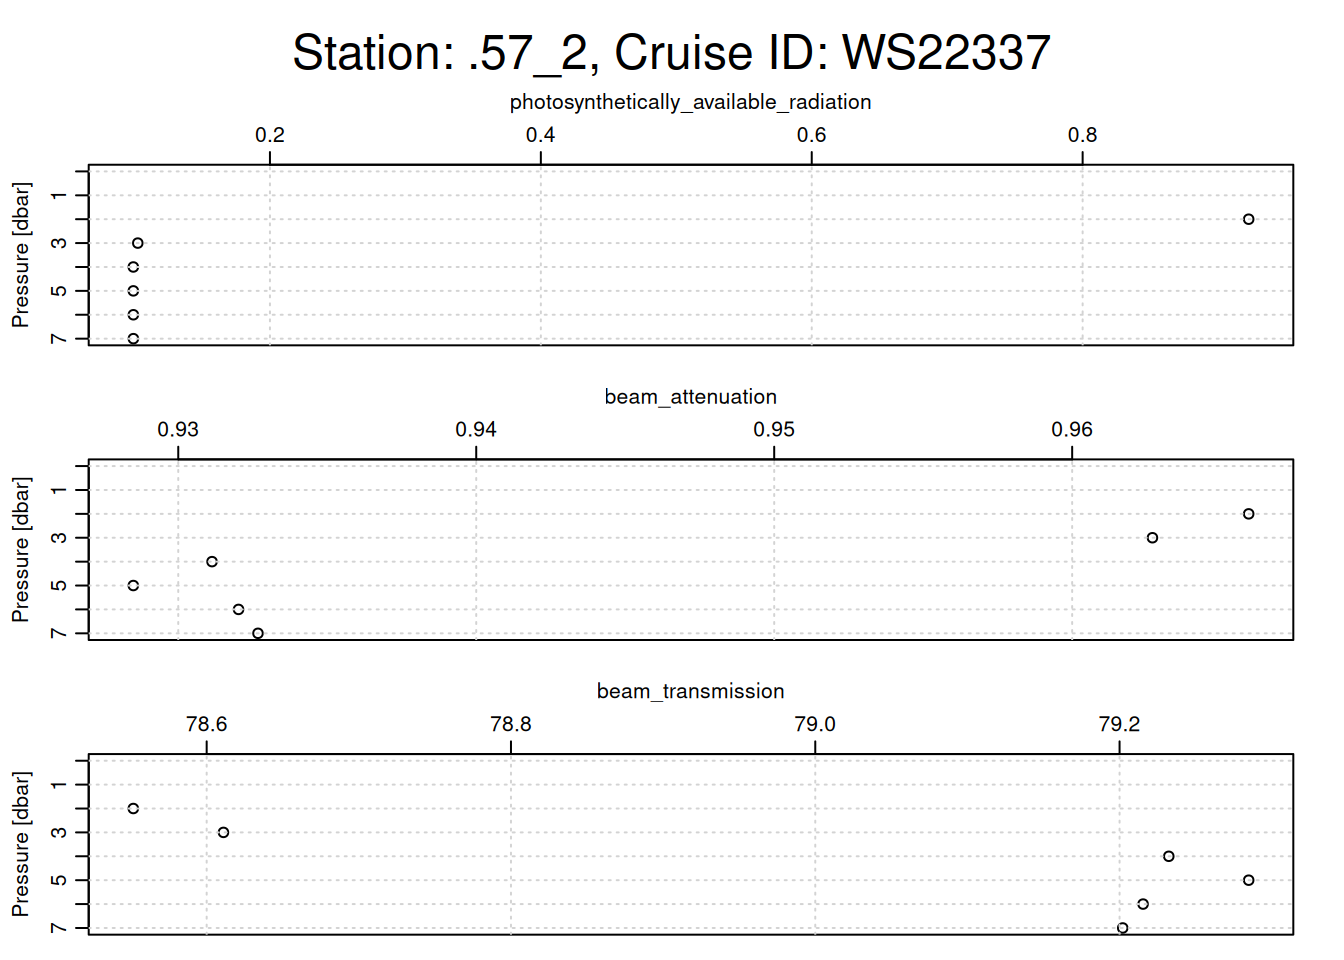 Station: .57_2, Cruise ID: WS22337
photosynthetically_available_radiation
0.2 0.4 0.6 0.8
Pressure [dbar]
1
3
5
7
beam_attenuation
0.93 0.94 0.95 0.96
Pressure [dbar]
1
3
5
7
beam_transmission
78.6 78.8 79.0 79.2
Pressure [dbar]
1
3
5
7